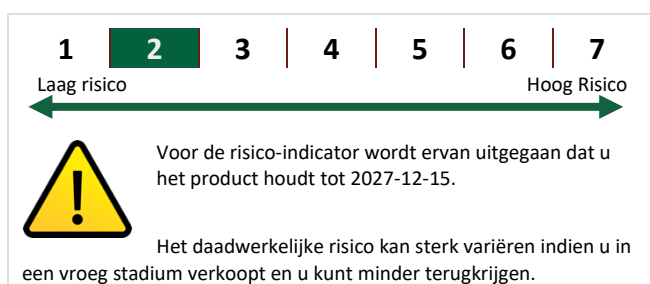 1 2 3 4 5 6 7
Laag risico Hoog Risico
Voor de risico-indicator wordt ervan uitgegaan dat u
het product houdt tot 2027-12-15.
Het daadwerkelijke risico kan sterk variëren indien u in
een vroeg stadium verkoopt en u kunt minder terugkrijgen.